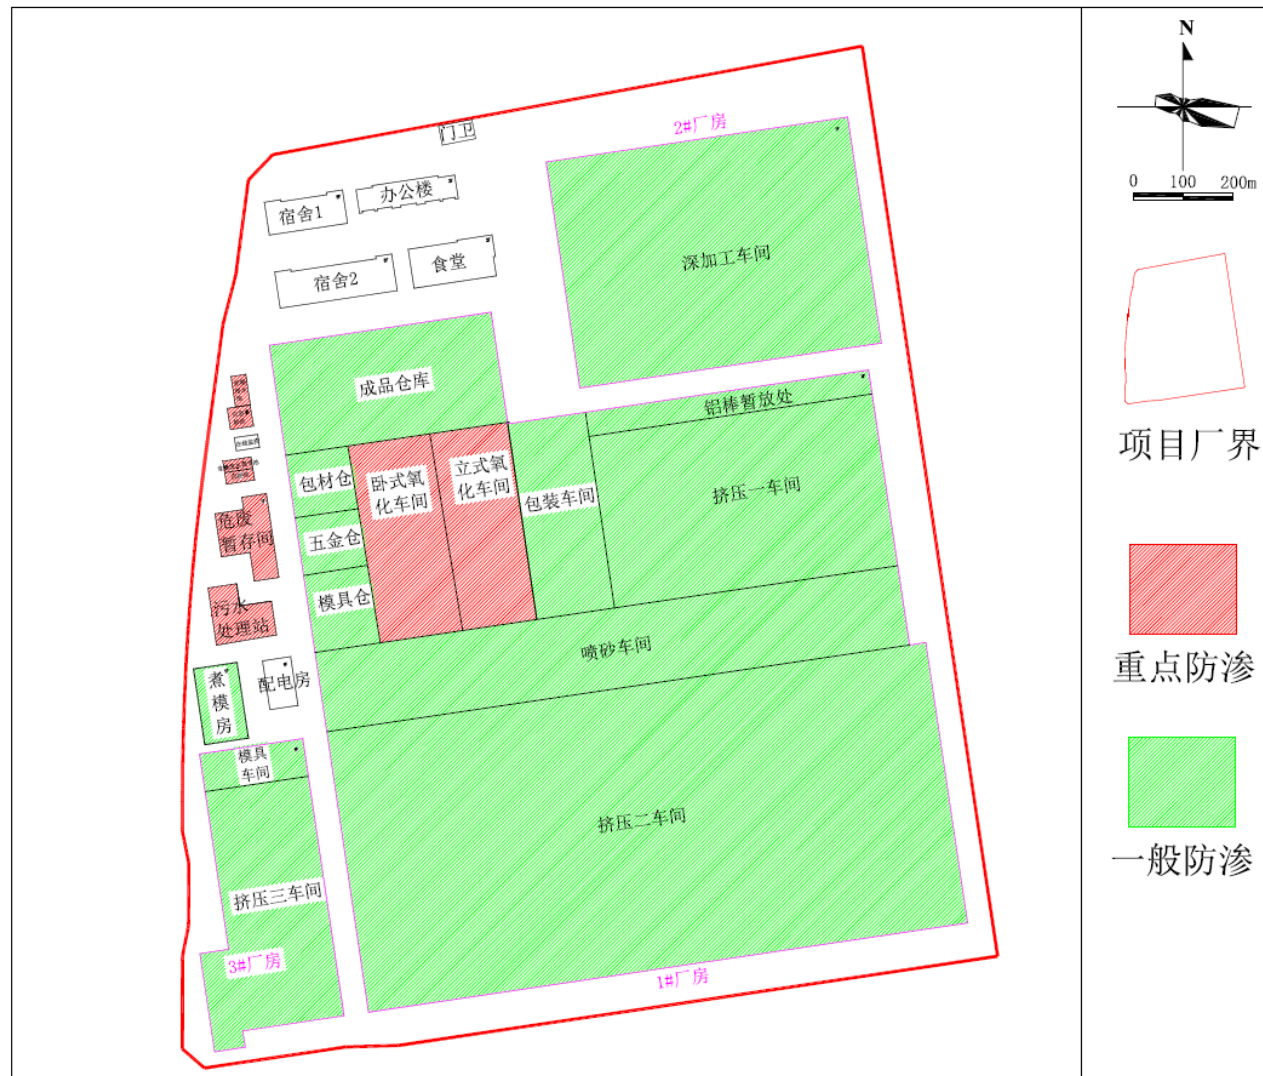 N
0 100 200m
项目厂界
重点防渗
一般防渗
门卫
2#厂房
办公楼
宿舍1
食堂
宿舍2
深加工车间
成品仓库
铝棒暂放处
包材仓
卧式氧
化车间
立式氧
化车间
包装车间
挤压一车间
五金仓
模具仓
危废
暂存间
污水
处理站
喷砂车间
煮
模
房
配电房
模具
车间
挤压二车间
挤压三车间
3#厂房
1#厂房